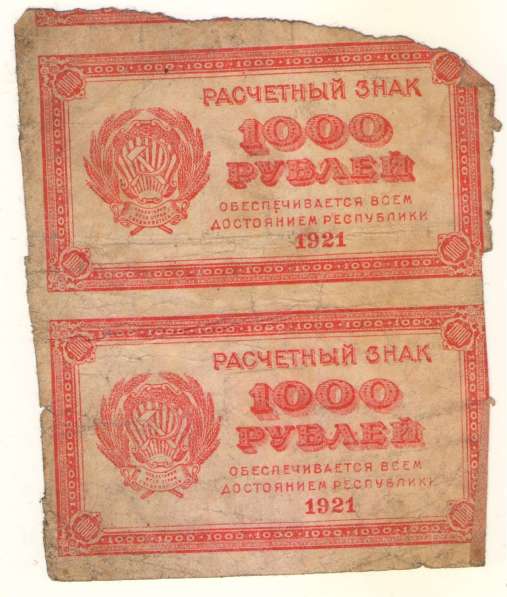 РАСЧЕТНЫЙ ЗНАК
1000
РУБЛЕЙ
ОБЕСПЕЧИВАЕТСЯ ВСЕМ
ДОСТОЯНИЕМ РЕСПУБЛИКИ
1921
РАСЧЕТНЫЙ ЗНАК
1000
РУБЛЕЙ
ОБЕСПЕЧИВАЕТСЯ ВСЕМ
ДОСТОЯНИЕМ РЕСПУБЛИКИ
1921